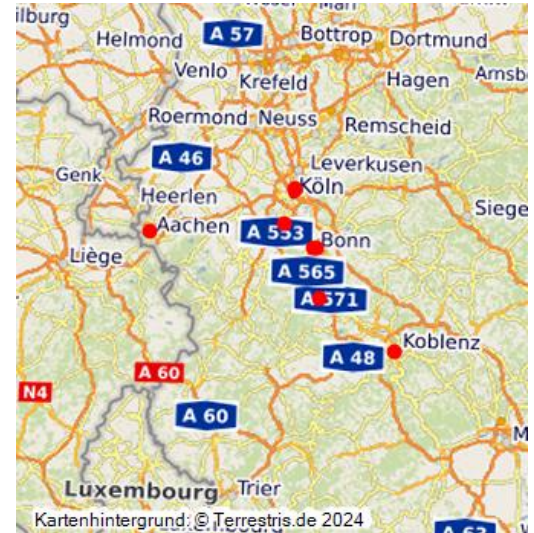 ilburg
Helmond
A 57
Bottrop
Dortmund
Venlo
Krefeld
Hagen
Arnsb
Roermond
Neuss
Remscheid
A 46
Leverkusen
Genk
Heerlen
Köln
Siege
Aachen
A 553
Bonn
Liège
A 565
A 571
Koblenz
A 48
A 60
N4
A 60
Luxembourg
Trier
Kartenhintergrund: © Terrestris.de 2024